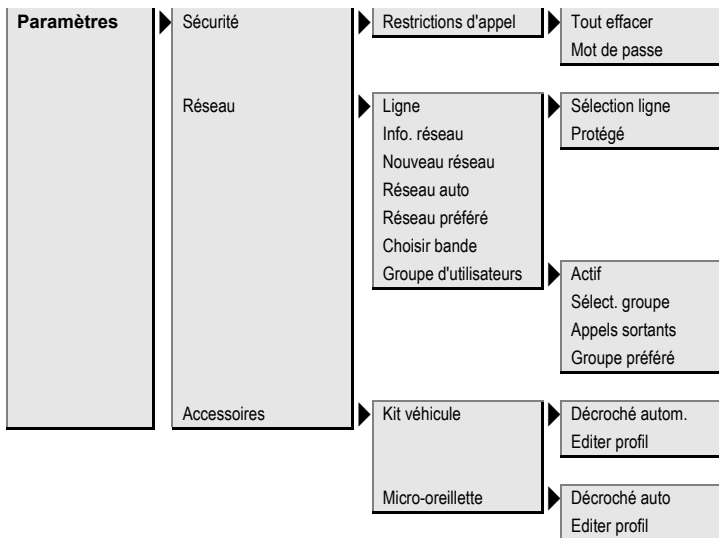 Paramètres
Sécurité
Restrictions d'appel
Tout effacer
Mot de passe
Réseau
Ligne
Sélection ligne
Protégé
Info. réseau
Nouveau réseau
Réseau auto
Réseau préféré
Choisir bande
Groupe d'utilisateurs
Actif
Sélect. groupe
Appels sortants
Groupe préféré
Accessoires
Kit véhicule
Décroché autom.
Editer profil
Micro-oreillette
Décroché auto
Editer profil